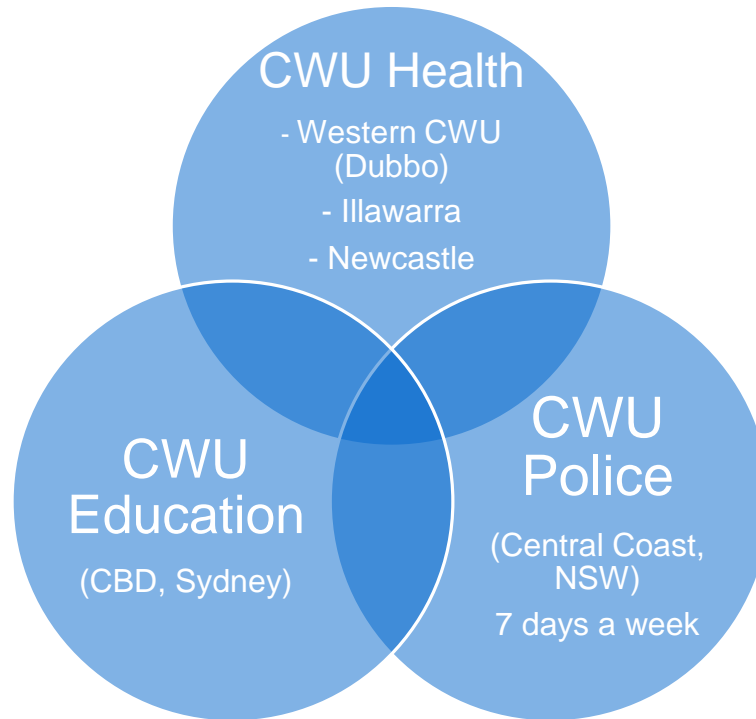 CWU Health
- Western CWU
(Dubbo)
- Illawarra
- Newcastle
CWU
Education
(CBD, Sydney)
CWU
Police
(Central Coast,
NSW)
7 days a week